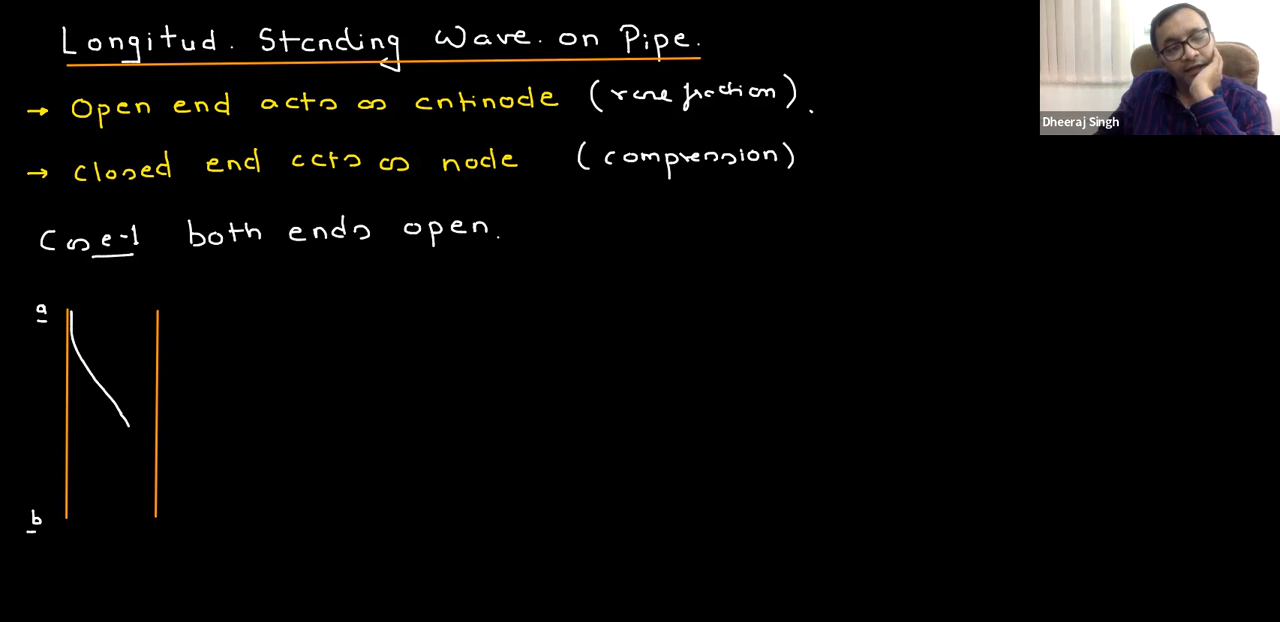 Longitud. Standing Wave. on Pipe.
→ Open end acts as antinode (rarefraction).
Dheeraj Singh
→ Closed end acts as node (compression)
Case-1 both ends open.
a
b